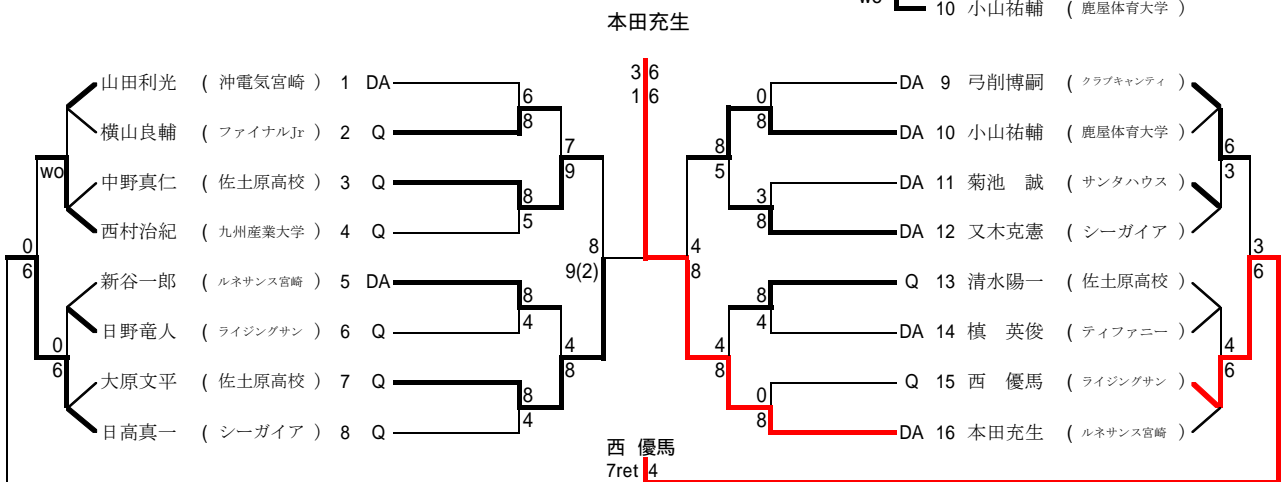 wo 10 小山祐輔 ( 鹿屋体育大学 )
本田充生
3 6
1 6
山田利光 ( 沖電気宮崎 ) 1 DA
横山良輔 ( ファイナルJr ) 2 Q
中野真仁 ( 佐土原高校 ) 3 Q
西村治紀 ( 九州産業大学 ) 4 Q
新谷一郎 ( ルネサンス宮崎 ) 5 DA
日野竜人 ( ライジングサン ) 6 Q
大原文平 ( 佐土原高校 ) 7 Q
日高真一 ( シーガイア ) 8 Q
wo
0
6
0
6
6
8
8
5
8
4
8
4
7
9
4
8
8
9(2)
DA 9 弓削博嗣 ( クラブキャンティ )
DA 10 小山祐輔 ( 鹿屋体育大学 )
DA 11 菊池 誠 ( サンタハウス )
DA 12 又木克憲 ( シーガイア )
Q 13 清水陽一 ( 佐土原高校 )
DA 14 槙 英俊 ( ティファニー )
Q 15 西 優馬 ( ライジングサン )
DA 16 本田充生 ( ルネサンス宮崎 )
0
8
3
8
8
4
0
8
8
5
4
8
4
8
6
3
4
6
3
6
西 優馬
7ret 4